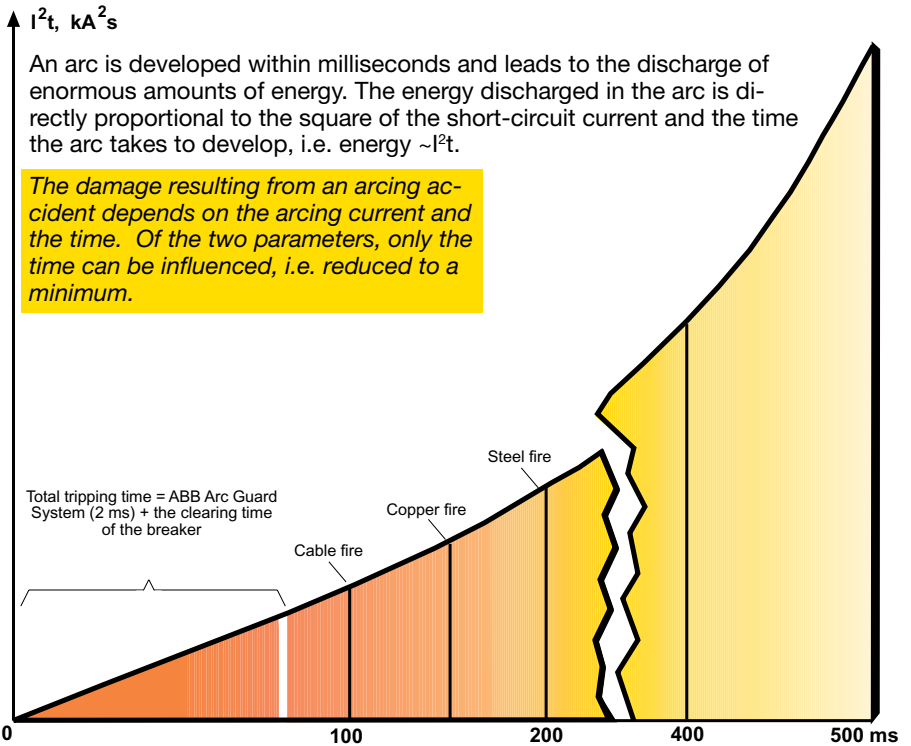 I²t, kA²s
An arc is developed within milliseconds and leads to the discharge of
enormous amounts of energy. The energy discharged in the arc is di-
rectly proportional to the square of the short-circuit current and the time
the arc takes to develop, i.e. energy ~I²t.
The damage resulting from an arcing ac-
cident depends on the arcing current and
the time. Of the two parameters, only the
time can be influenced, i.e. reduced to a
minimum.
Steel fire
Total tripping time = ABB Arc Guard
System (2 ms) + the clearing time
of the breaker
Copper fire
Cable fire
0 100 200 400 500 ms